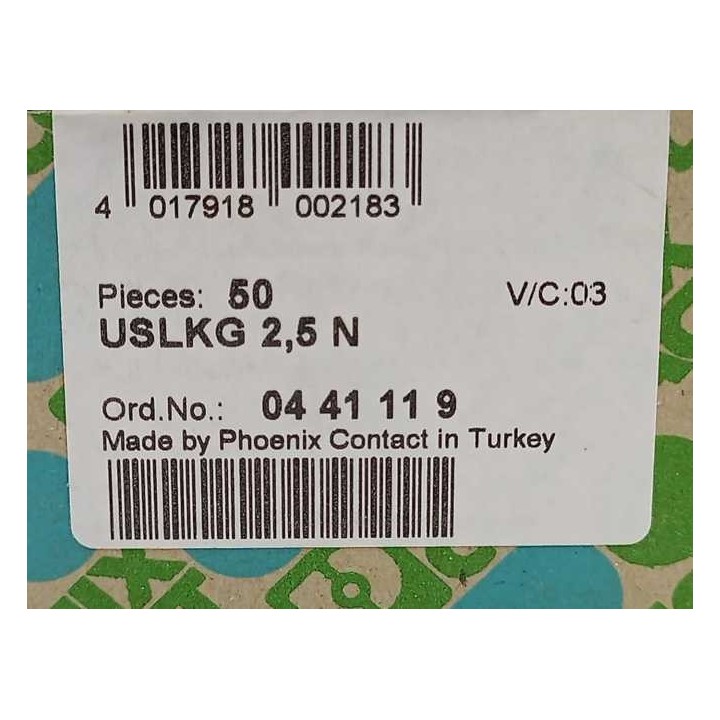 4 017918 002183
Pieces: 50 V/C:03
USLKG 2,5 N
Ord.No.: 04 41 11 9
Made by Phoenix Contact in Turkey